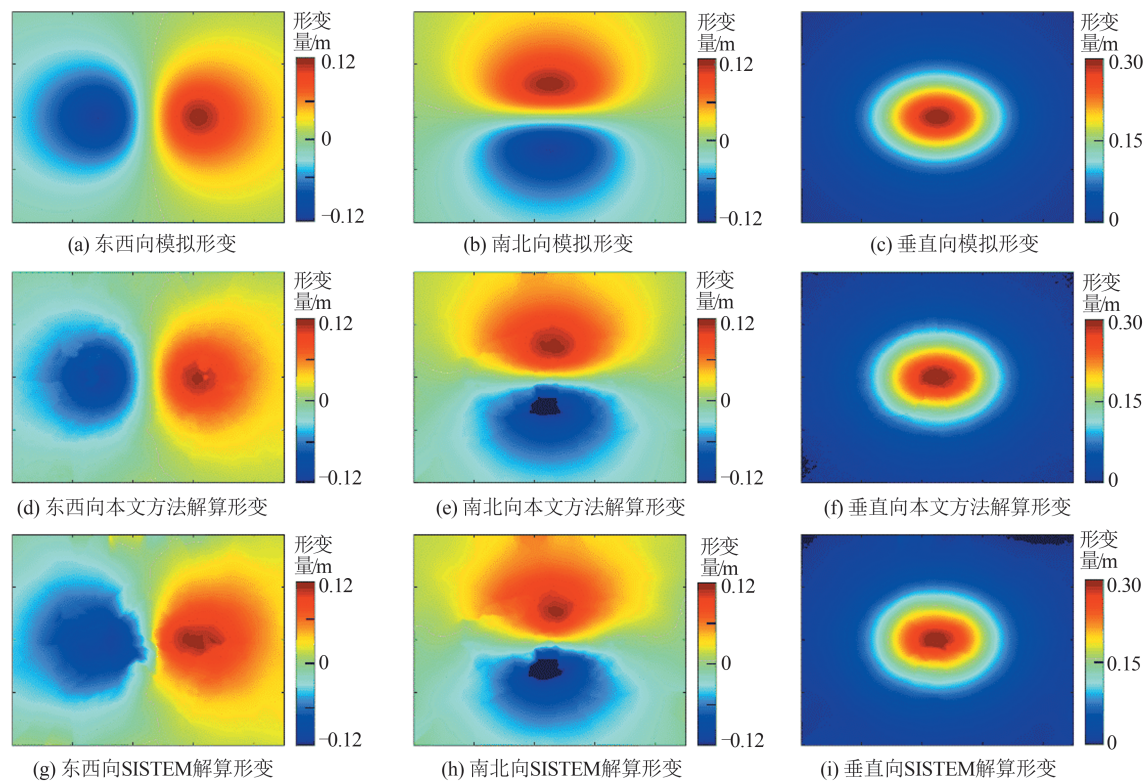 形变
量/m
0.12
0
−0.12
(a) 东西向模拟形变
形变
量/m
0.12
0
−0.12
(b) 南北向模拟形变
形变
量/m
0.30
0.15
0
(c) 垂直向模拟形变
形变
量/m
0.12
0
−0.12
(d) 东西向本文方法解算形变
形变
量/m
0.12
0
−0.12
(e) 南北向本文方法解算形变
形变
量/m
0.30
0.15
0
(f) 垂直向本文方法解算形变
形变
量/m
0.12
0
−0.12
(g) 东西向SISTEM解算形变
形变
量/m
0.12
0
−0.12
(h) 南北向SISTEM解算形变
形变
量/m
0.30
0.15
0
(i) 垂直向SISTEM解算形变